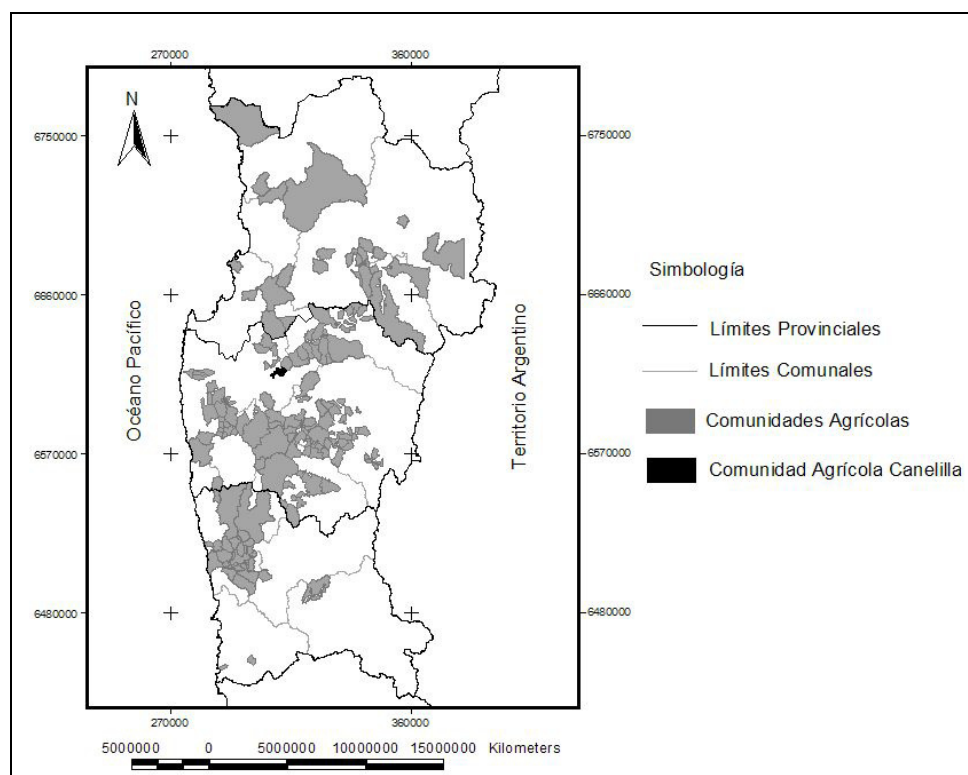 270000 360000
N
6750000 6750000
Simbología
6660000 6660000
Límites Provinciales
Límites Comunales
Comunidades Agrícolas
Comunidad Agrícola Canelilla
Océano Pacífico
Territorio Argentino
6570000 6570000
6480000 6480000
270000 360000
5000000 0 5000000 10000000 15000000 Kilometers